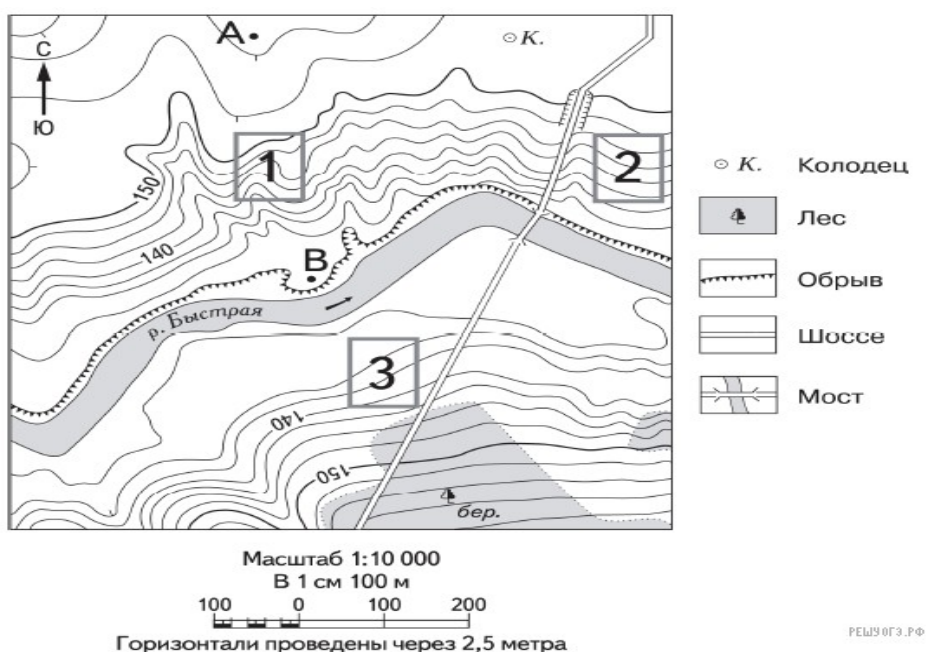 А
К.
С
Ю
1
2
150
140
В
р. Быстрая
3
140
150
бер.
К. Колодец
Лес
Обрыв
Шоссе
Мост
Масштаб 1:10 000
В 1 см 100 м
100 0 100 200
Горизонтали проведены через 2,5 метра
РЕШУОГЭ.РФ